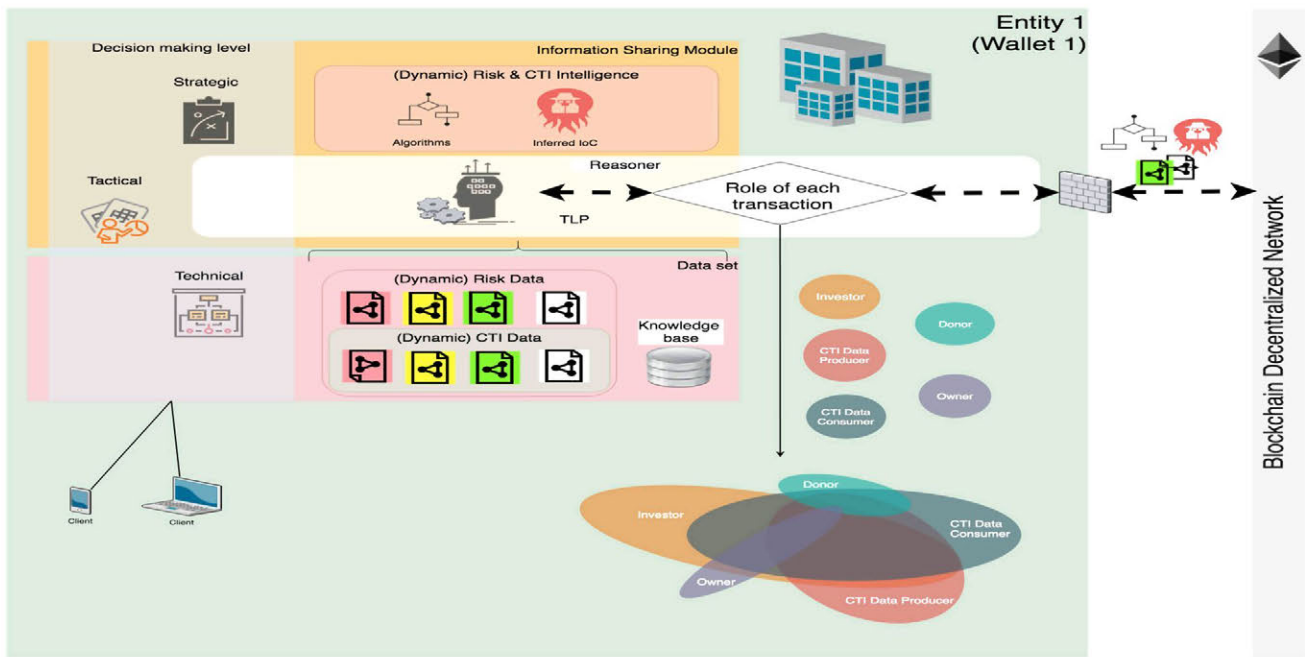 Entity 1
(Wallet 1)
Decision making level
Information Sharing Module
Strategic
(Dynamic) Risk & CTI Intelligence
Algorithms
Inferred IoC
Reasoner
Tactical
TLP
Role of each
transaction
Technical
Data set
(Dynamic) Risk Data
(Dynamic) CTI Data
Knowledge
base
Investor
Donor
CTI Data
Producer
Owner
CTI Data
Consumer
Client
Client
Donor
Investor
CTI Data
Consumer
Owner
CTI Data Producer
Blockchain Decentralized Network